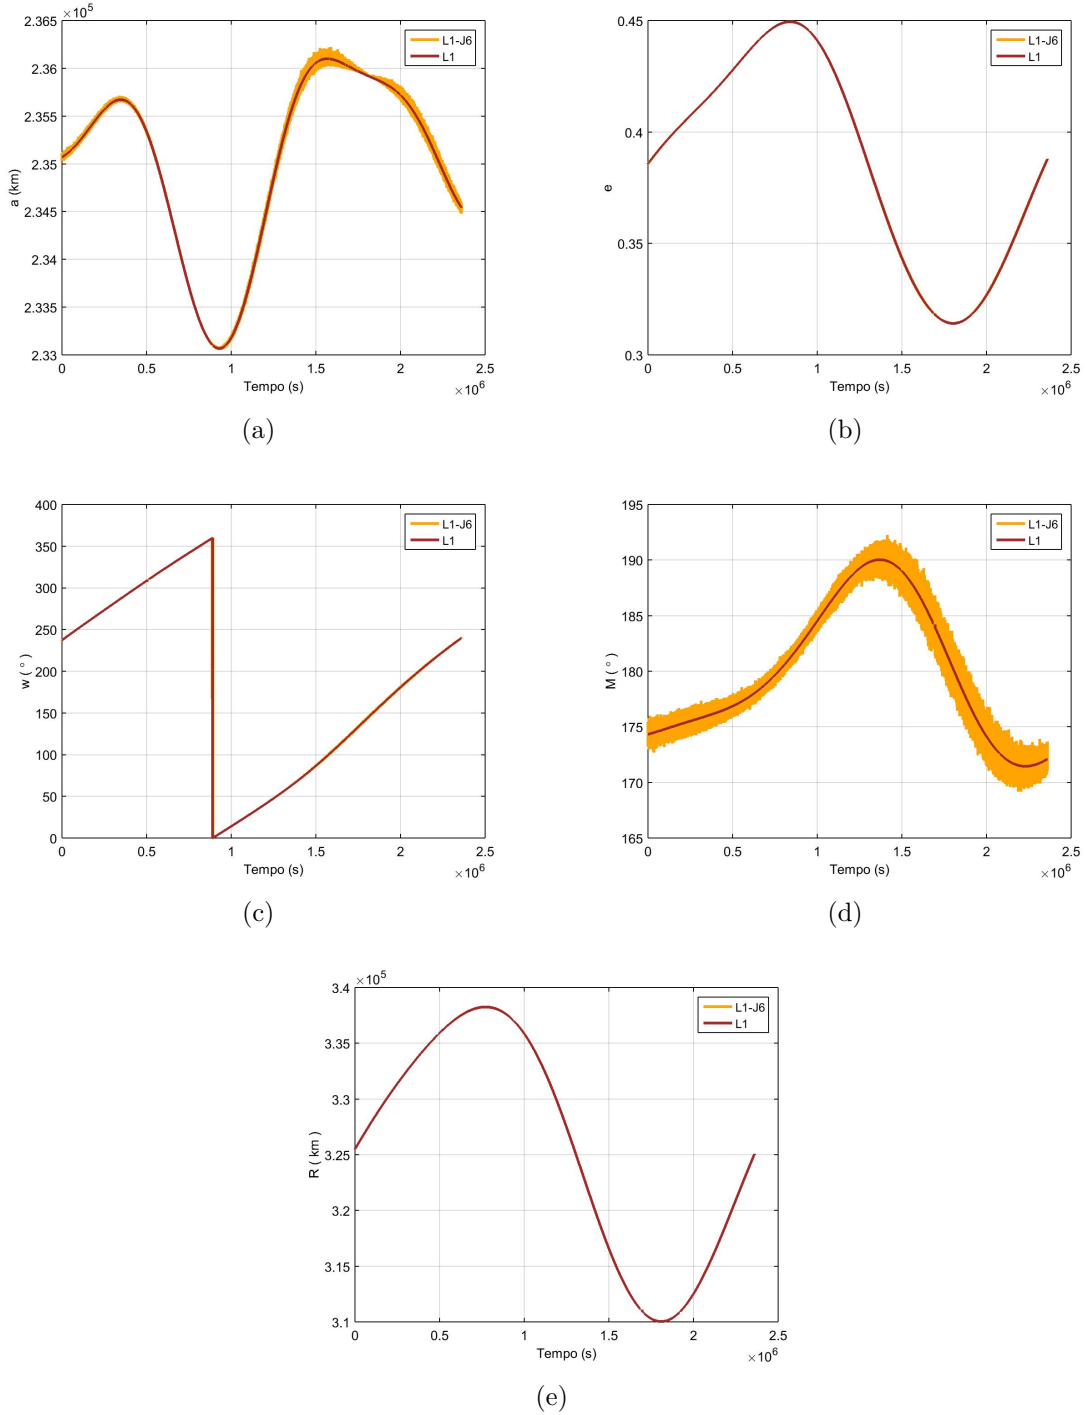 ×10⁵
2.365
2.36
2.355
2.35
2.345
2.34
2.335
2.33
a (km)
0 0.5 1 1.5 2 2.5
Tempo (s)
×10⁶
L1-J6
L1
(a)
0.45
0.4
0.35
0.3
e
0 0.5 1 1.5 2 2.5
Tempo (s)
×10⁶
L1-J6
L1
(b)
400
350
300
250
200
150
100
50
0
w ( ° )
0 0.5 1 1.5 2 2.5
Tempo (s)
×10⁶
L1-J6
L1
(c)
195
190
185
180
175
170
165
M ( ° )
0 0.5 1 1.5 2 2.5
Tempo (s)
×10⁶
L1-J6
L1
(d)
×10⁵
3.4
3.35
3.3
3.25
3.2
3.15
3.1
R ( km )
0 0.5 1 1.5 2 2.5
Tempo (s)
×10⁶
L1-J6
L1
(e)